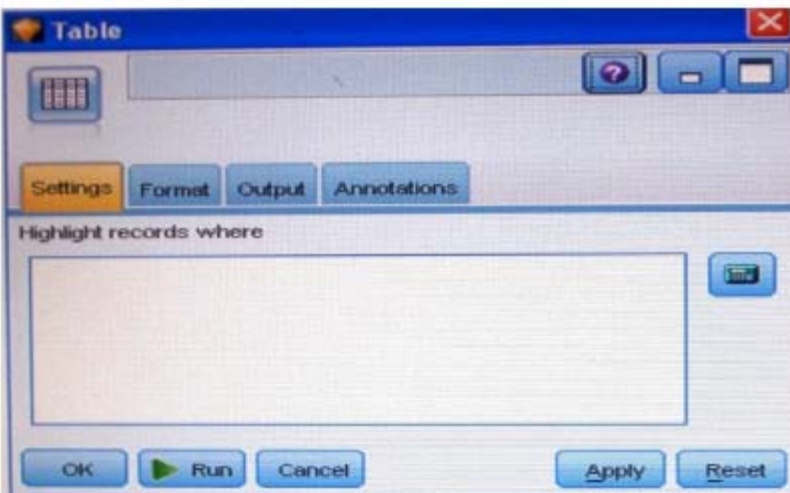 Table
?
Settings Format Output Annotations
Highlight records where
OK Run Cancel Apply Reset